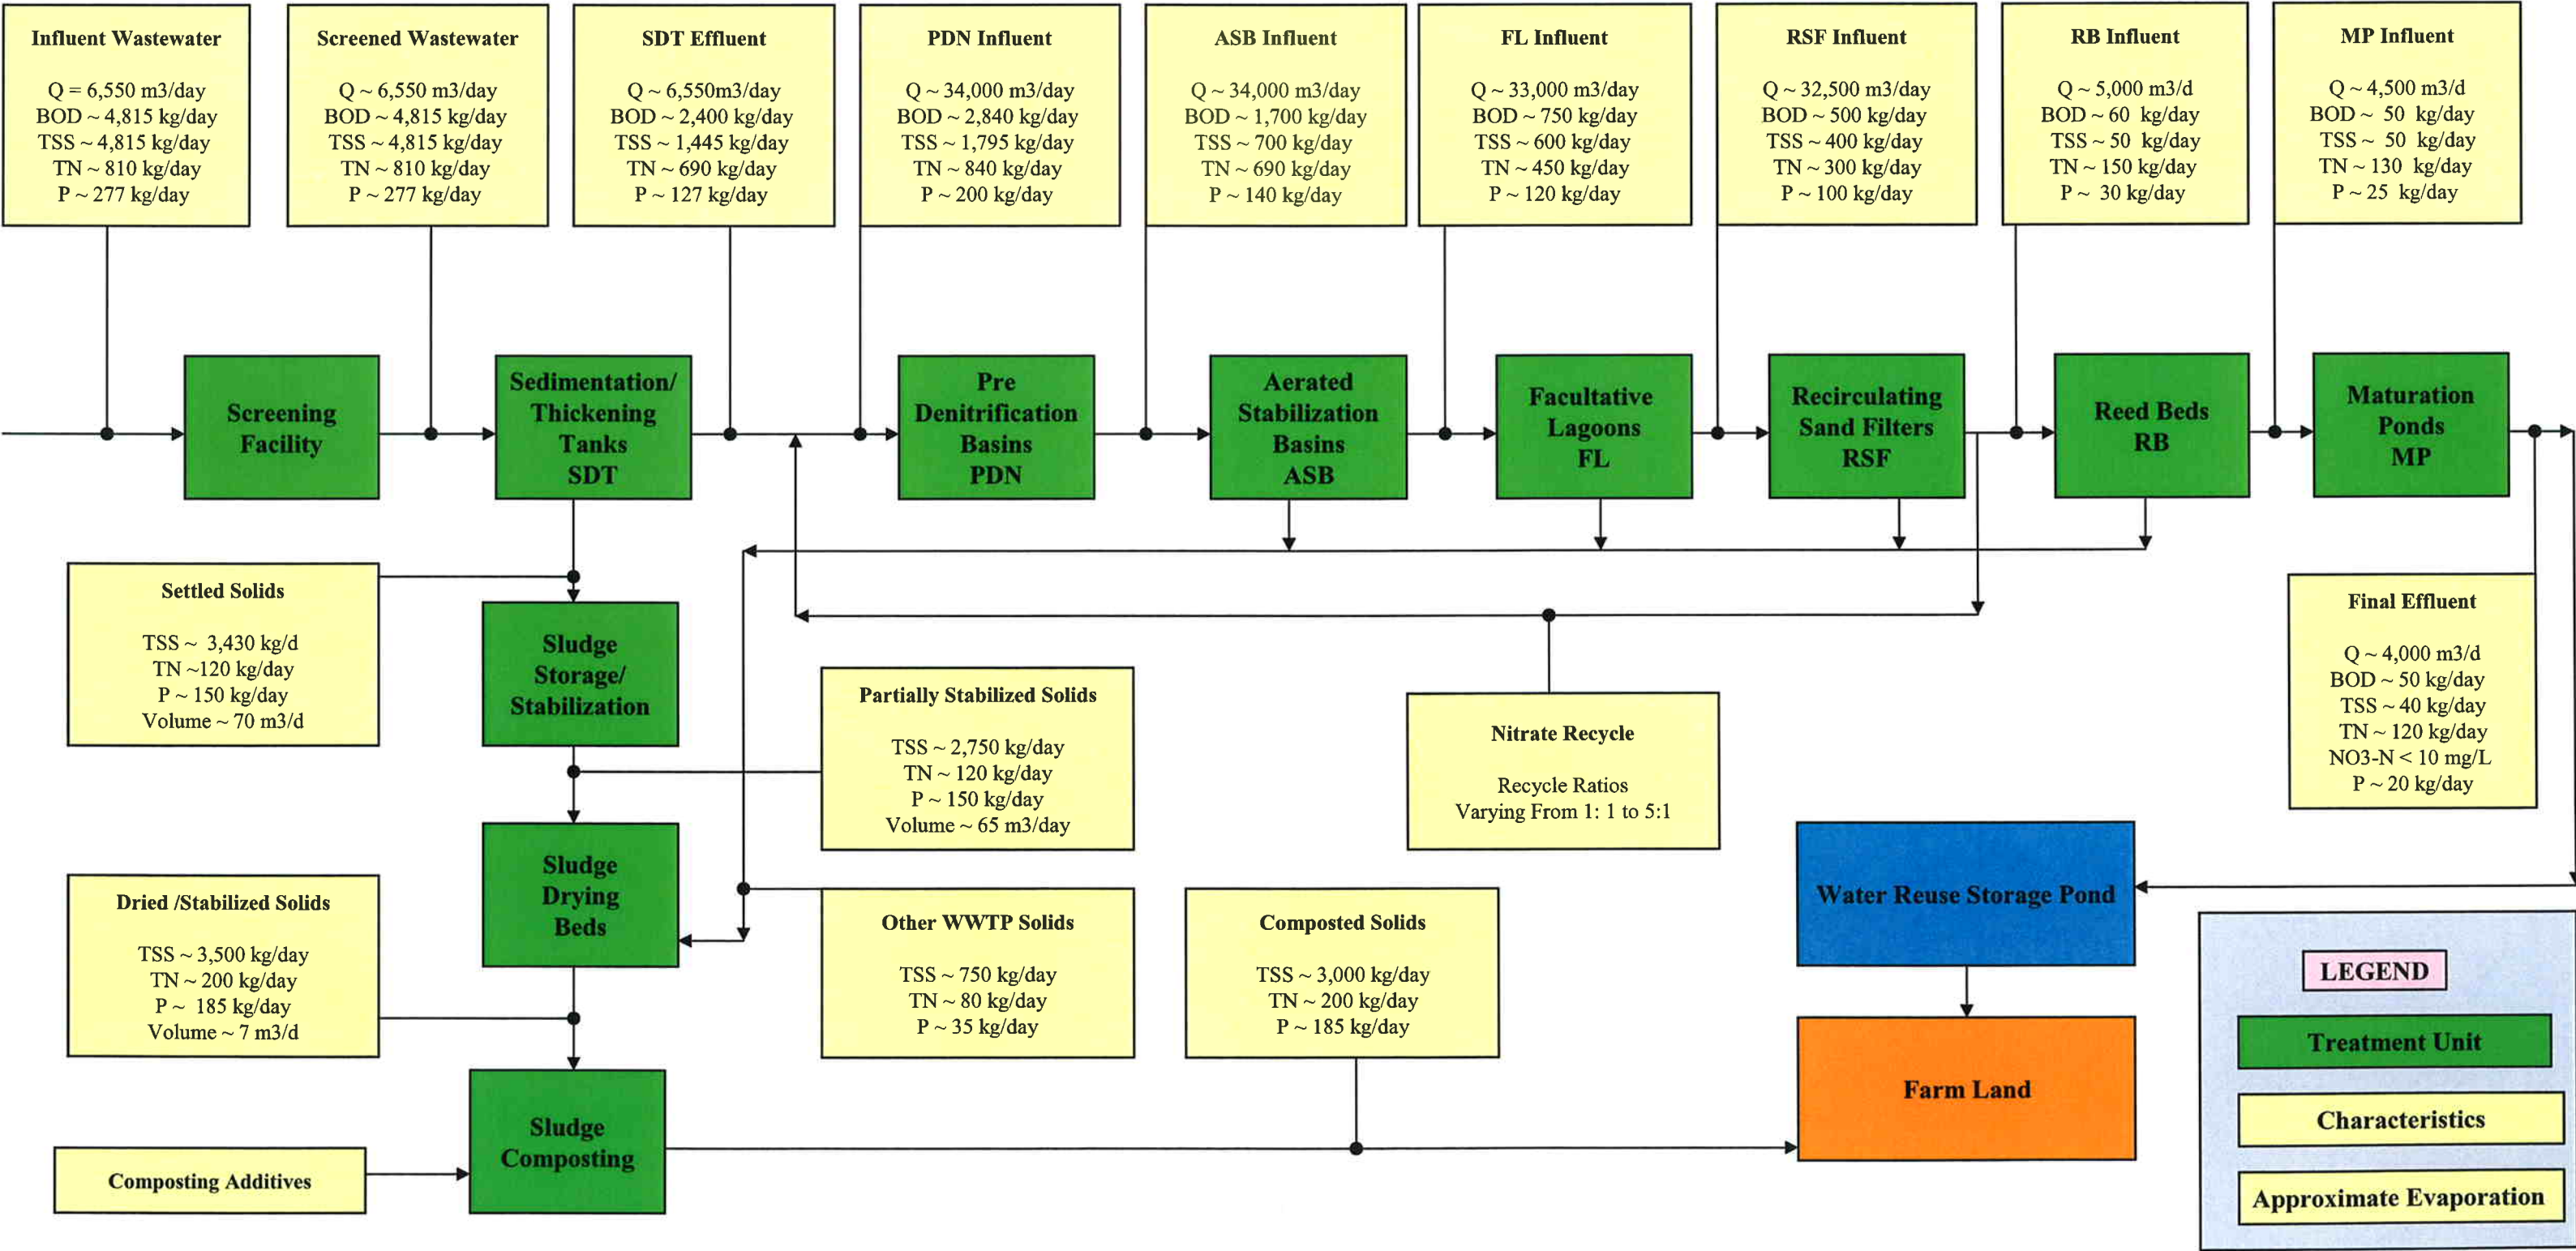 Influent Wastewater
Q = 6,550 m3/day
BOD ~ 4,815 kg/day
TSS ~ 4,815 kg/day
TN ~ 810 kg/day
P ~ 277 kg/day
Screened Wastewater
Q ~ 6,550 m3/day
BOD ~ 4,815 kg/day
TSS ~ 4,815 kg/day
TN ~ 810 kg/day
P ~ 277 kg/day
SDT Effluent
Q ~ 6,550m3/day
BOD ~ 2,400 kg/day
TSS ~ 1,445 kg/day
TN ~ 690 kg/day
P ~ 127 kg/day
PDN Influent
Q ~ 34,000 m3/day
BOD ~ 2,840 kg/day
TSS ~ 1,795 kg/day
TN ~ 840 kg/day
P ~ 200 kg/day
ASB Influent
Q ~ 34,000 m3/day
BOD ~ 1,700 kg/day
TSS ~ 700 kg/day
TN ~ 690 kg/day
P ~ 140 kg/day
FL Influent
Q ~ 33,000 m3/day
BOD ~ 750 kg/day
TSS ~ 600 kg/day
TN ~ 450 kg/day
P ~ 120 kg/day
RSF Influent
Q ~ 32,500 m3/day
BOD ~ 500 kg/day
TSS ~ 400 kg/day
TN ~ 300 kg/day
P ~ 100 kg/day
RB Influent
Q ~ 5,000 m3/d
BOD ~ 60 kg/day
TSS ~ 50 kg/day
TN ~ 150 kg/day
P ~ 30 kg/day
MP Influent
Q ~ 4,500 m3/d
BOD ~ 50 kg/day
TSS ~ 50 kg/day
TN ~ 130 kg/day
P ~ 25 kg/day
Screening
Facility
Sedimentation/
Thickening
Tanks
SDT
Pre
Denitrification
Basins
PDN
Aerated
Stabilization
Basins
ASB
Facultative
Lagoons
FL
Recirculating
Sand Filters
RSF
Reed Beds
RB
Maturation
Ponds
MP
Settled Solids
TSS ~ 3,430 kg/d
TN ~120 kg/day
P ~ 150 kg/day
Volume ~ 70 m3/d
Sludge
Storage/
Stabilization
Partially Stabilized Solids
TSS ~ 2,750 kg/day
TN ~ 120 kg/day
P ~ 150 kg/day
Volume ~ 65 m3/day
Nitrate Recycle
Recycle Ratios
Varying From 1: 1 to 5:1
Final Effluent
Q ~ 4,000 m3/d
BOD ~ 50 kg/day
TSS ~ 40 kg/day
TN ~ 120 kg/day
NO3-N < 10 mg/L
P ~ 20 kg/day
Dried /Stabilized Solids
TSS ~ 3,500 kg/day
TN ~ 200 kg/day
P ~ 185 kg/day
Volume ~ 7 m3/d
Sludge
Drying
Beds
Other WWTP Solids
TSS ~ 750 kg/day
TN ~ 80 kg/day
P ~ 35 kg/day
Composted Solids
TSS ~ 3,000 kg/day
TN ~ 200 kg/day
P ~ 185 kg/day
Water Reuse Storage Pond
Farm Land
Composting Additives
Sludge
Composting
LEGEND
Treatment Unit
Characteristics
Approximate Evaporation